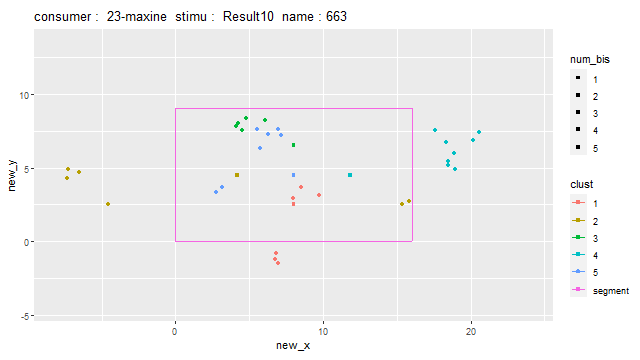 consumer :  23-maxine  stimu :  Result10  name : 663
new_y
10
5
0
-5
0
10
20
new_x
num_bis
1
2
3
4
5
clust
1
2
3
4
5
segment